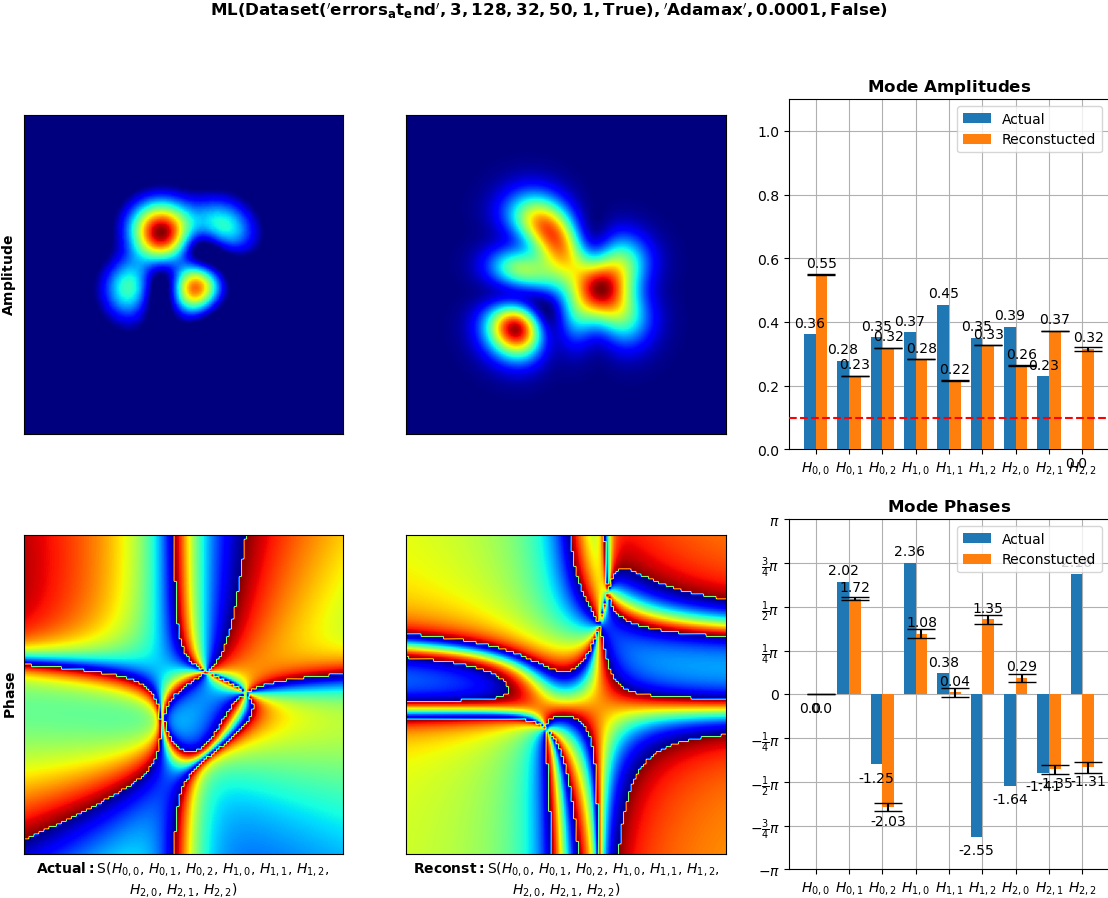 ML(Dataset('errors_at_end', 3, 128, 32, 50, 1, True), 'Adamax', 0.0001, False)
Amplitude
Mode Amplitudes
Actual
Reconstucted
1.0
0.8
0.6
0.4
0.2
0.0
0.36 0.55
0.28 0.23
0.35 0.32
0.37 0.28
0.45 0.22
0.35 0.33
0.39 0.26
0.23 0.37
0.0 0.32
H0,0 H0,1 H0,2 H1,0 H1,1 H1,2 H2,0 H2,1 H2,2
Phase
Mode Phases
Actual
Reconstucted
π
3/4π
1/2π
1/4π
0
−1/4π
−1/2π
−3/4π
−π
0.0 0.0
2.02 1.72
-1.25 -2.03
2.36 1.08
0.38 0.04
-2.55 1.35
-1.64 0.29
-1.41 -1.35
-1.31
H0,0 H0,1 H0,2 H1,0 H1,1 H1,2 H2,0 H2,1 H2,2
Actual: S(H0,0, H0,1, H0,2, H1,0, H1,1, H1,2,
H2,0, H2,1, H2,2)
Reconst: S(H0,0, H0,1, H0,2, H1,0, H1,1, H1,2,
H2,0, H2,1, H2,2)